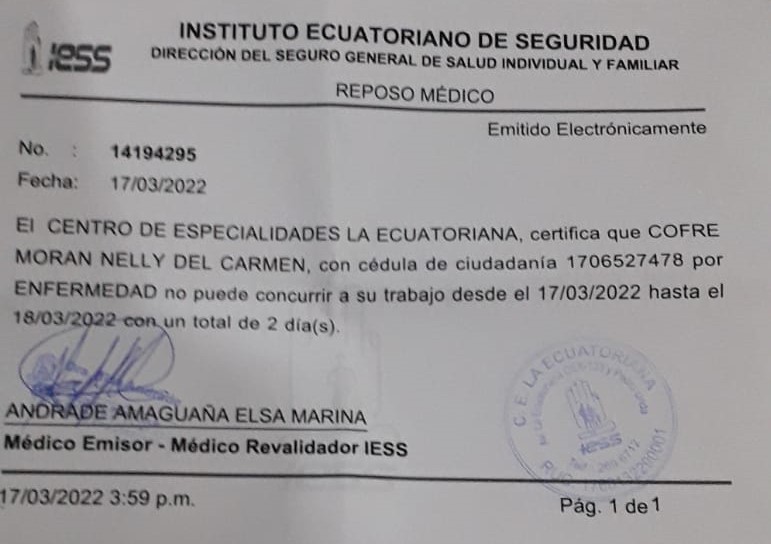 iess
INSTITUTO ECUATORIANO DE SEGURIDAD
DIRECCIÓN DEL SEGURO GENERAL DE SALUD INDIVIDUAL Y FAMILIAR
REPOSO MÉDICO
Emitido Electrónicamente
No. : 14194295
Fecha: 17/03/2022
El CENTRO DE ESPECIALIDADES LA ECUATORIANA, certifica que COFRE
MORAN NELLY DEL CARMEN, con cédula de ciudadanía 1706527478 por
ENFERMEDAD no puede concurrir a su trabajo desde el 17/03/2022 hasta el
18/03/2022 con un total de 2 día(s).
ANDRADE AMAGUAÑA ELSA MARINA
Médico Emisor - Médico Revalidador IESS
C. E. LA ECUATORIANA
iess
RUC
17/03/2022 3:59 p.m.
Pág. 1 de 1